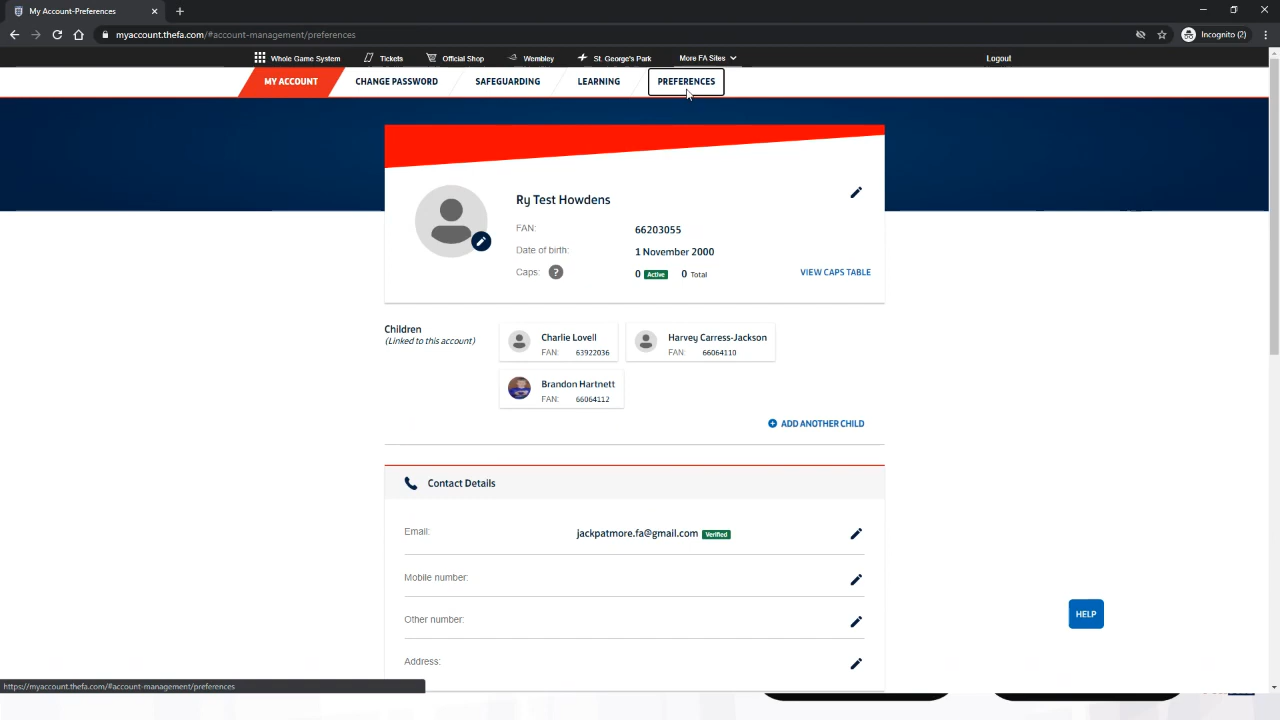 My Account-Preferences
myaccount.thefa.com/#account-management/preferences
Incognito (2)
Whole Game System
Tickets
Official Shop
Wembley
St. George's Park
More FA Sites
Logout
MY ACCOUNT
CHANGE PASSWORD
SAFEGUARDING
LEARNING
PREFERENCES
Ry Test Howdens
FAN: 66203055
Date of birth: 1 November 2000
Caps: ? 0 Active 0 Total
VIEW CAPS TABLE
Children
(Linked to this account)
Charlie Lovell
FAN: 63922036
Harvey Carress-Jackson
FAN: 66064110
Brandon Hartnett
FAN: 66064112
ADD ANOTHER CHILD
Contact Details
Email: jackpatmore.fa@gmail.com Verified
Mobile number:
Other number:
Address:
HELP
https://myaccount.thefa.com/#account-management/preferences